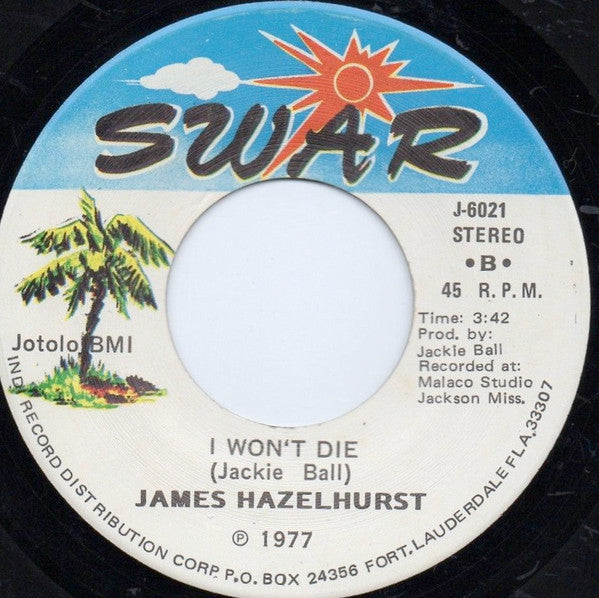 SWAR
J-6021
STEREO
•B•
45 R.P.M.
Time: 3:42
Prod. by:
Jackie Ball
Recorded at:
Malaco Studio
Jackson Miss.
Jotolo BMI
I WON'T DIE
(Jackie Ball)
JAMES HAZELHURST
℗ 1977
IND. RECORD DISTRIBUTION CORP. P.O. BOX 24356 FORT. LAUDERDALE FLA. 33307